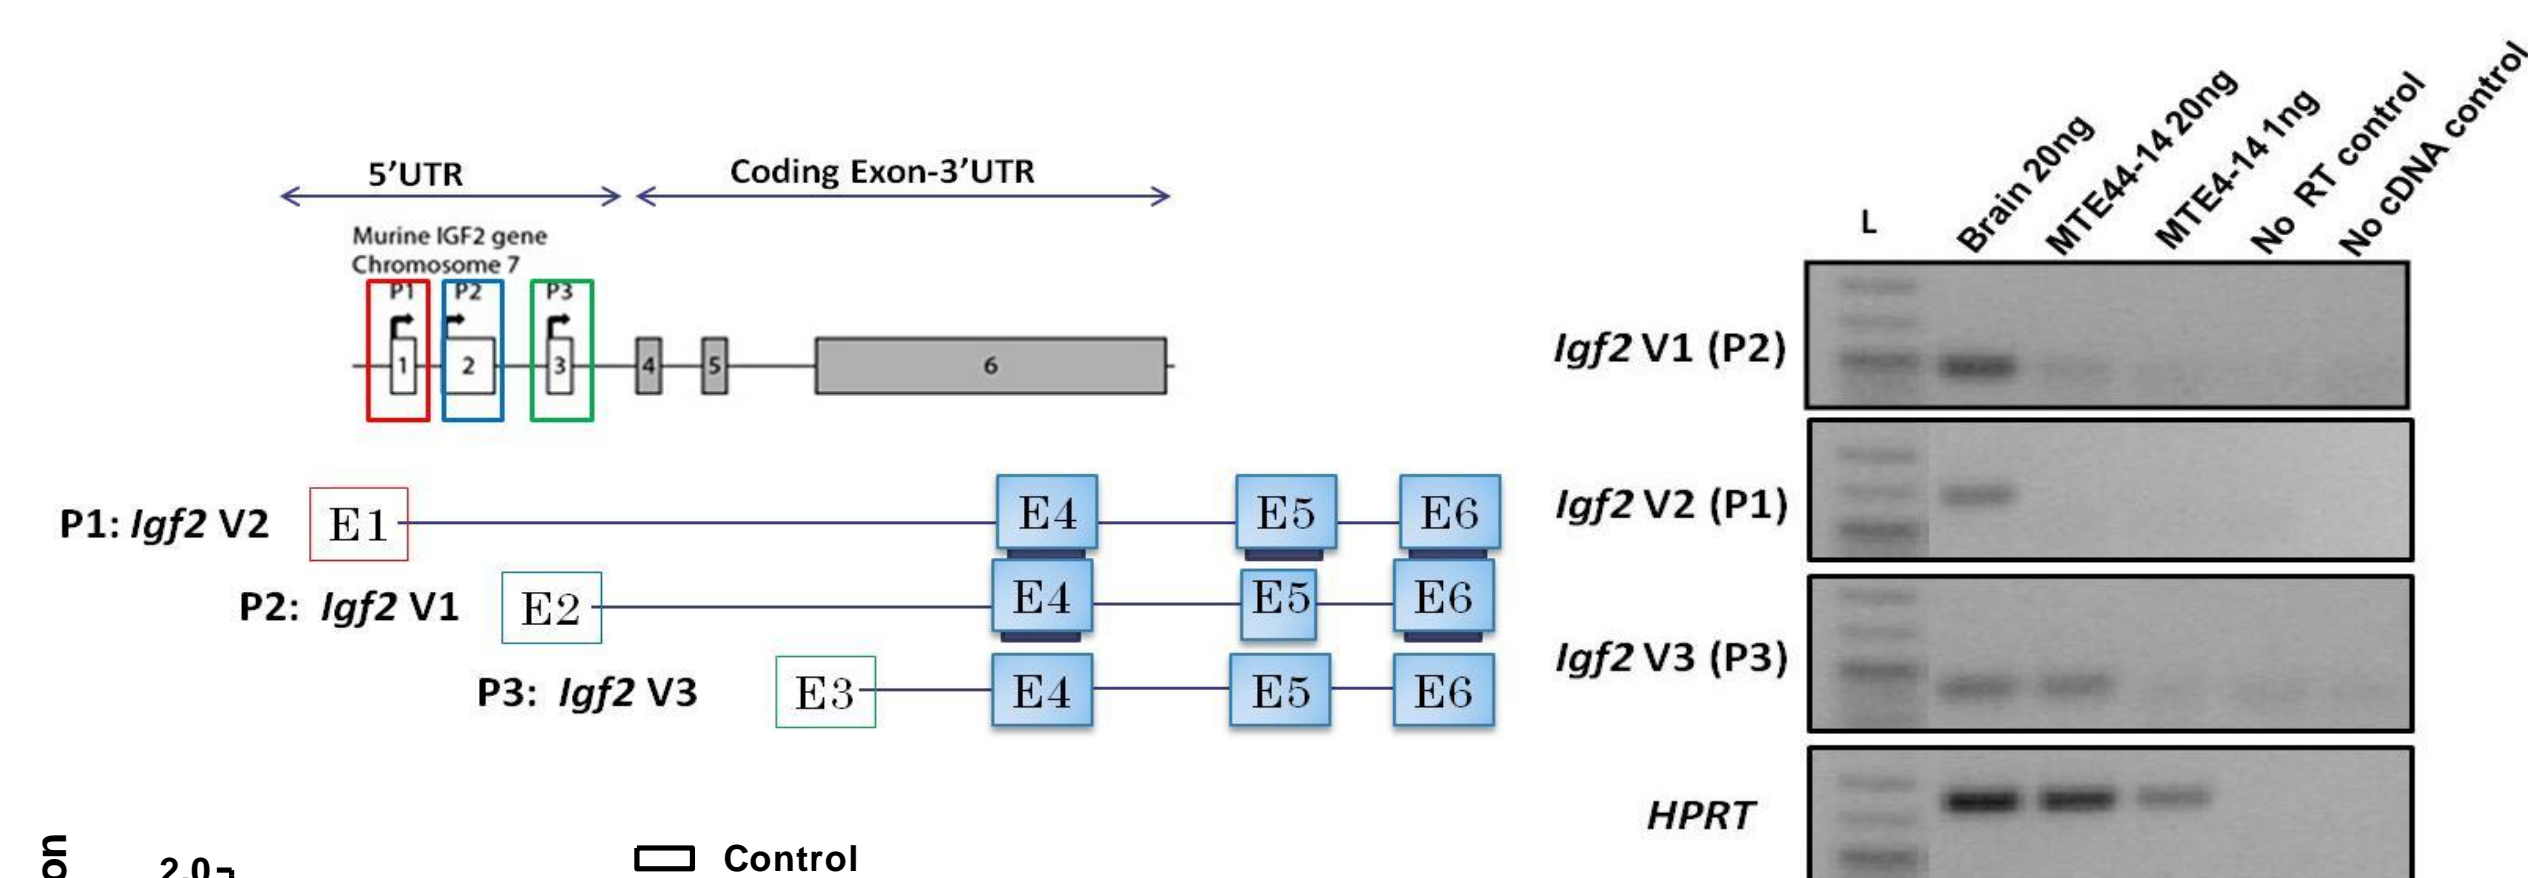 5'UTR
Coding Exon-3'UTR
Murine IGF2 gene
Chromosome 7
P1 P2 P3
1 2 3 4 5 6
P1: Igf2 V2 E1 E4 E5 E6
P2: Igf2 V1 E2 E4 E5 E6
P3: Igf2 V3 E3 E4 E5 E6
L
Brain 20ng
MTE44-14 20ng
MTE4-14 1ng
No RT control
No cDNA control
Igf2 V1 (P2)
Igf2 V2 (P1)
Igf2 V3 (P3)
HPRT
on
2.0
Control